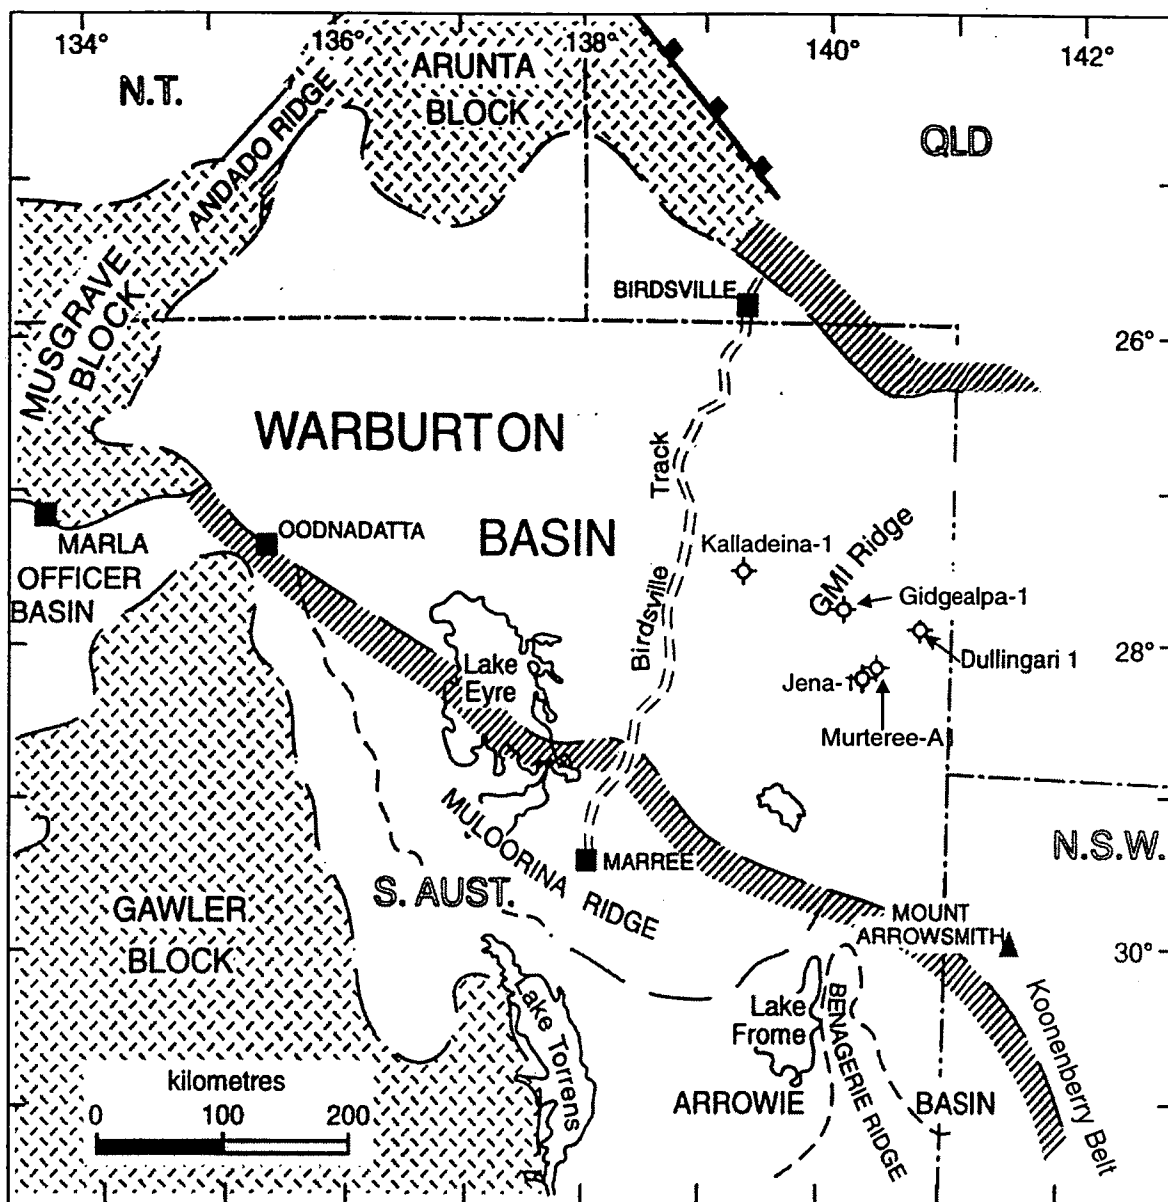 134°
136°
138°
140°
142°
N.T.
ARUNTA
BLOCK
QLD
ANDADO RIDGE
MUSGRAVE
BLOCK
BIRDSVILLE
26°
WARBURTON
BASIN
Birdsville Track
OODNADATTA
MARLA
OFFICER
BASIN
Kalladeina-1
GMI Ridge
Gidgealpa-1
Dullingari 1
28°
Jena-1
Murteree-A1
Lake
Eyre
MULOORINA RIDGE
MARREE
S. AUST.
N.S.W.
GAWLER
BLOCK
MOUNT
ARROWSMITH
30°
Lake
Frome
BENAGERIE RIDGE
Koonenberry Belt
Lake Torrens
ARROWIE
BASIN
kilometres
0 100 200